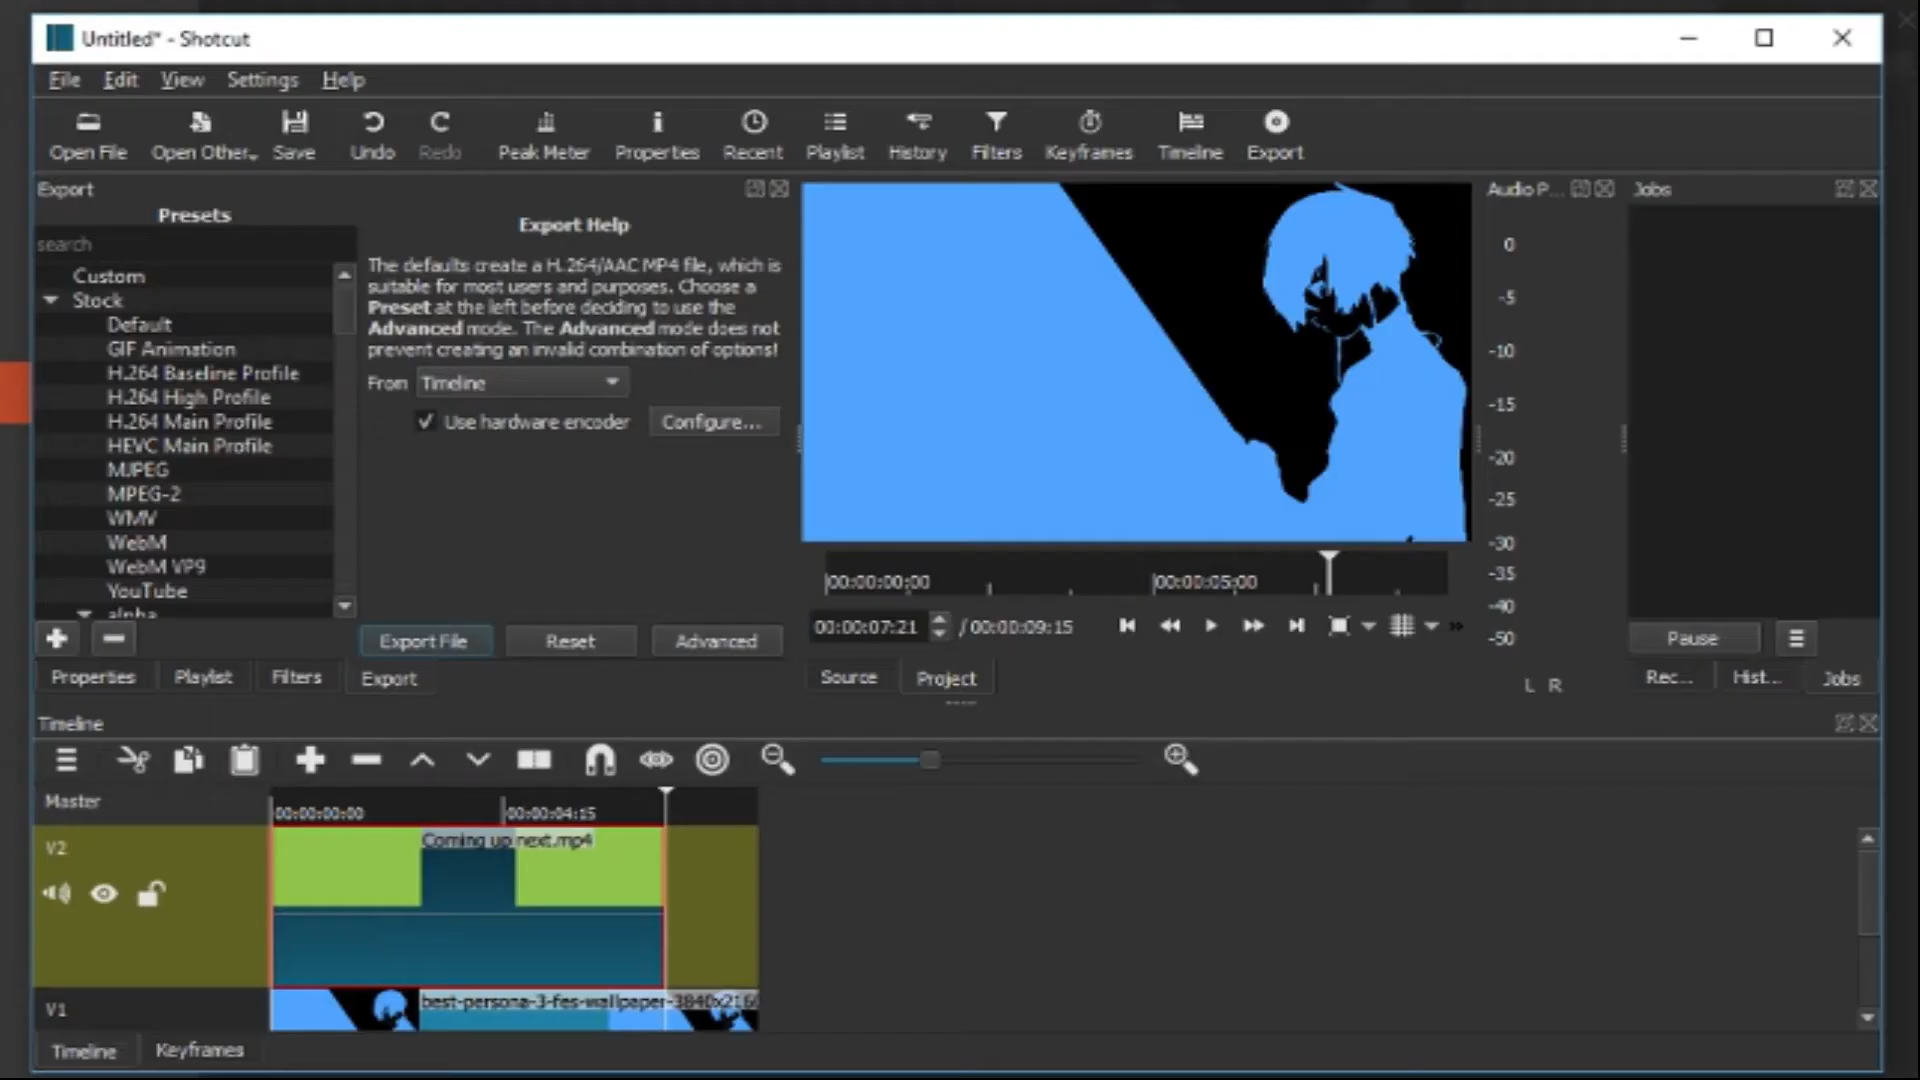 Untitled* - Shotcut
File Edit View Settings Help
Open File Open Other Save Undo Redo Peak Meter Properties Recent Playlist History Filters Keyframes Timeline Export
Export
Presets
search
Custom
Stock
Default
GIF Animation
H.264 Baseline Profile
H.264 High Profile
H.264 Main Profile
HEVC Main Profile
MJPEG
MPEG-2
WMV
WebM
WebM VP9
YouTube
alpha
Export Help
The defaults create a H.264/AAC MP4 file, which is
suitable for most users and purposes. Choose a
Preset at the left before deciding to use the
Advanced mode. The Advanced mode does not
prevent creating an invalid combination of options!
From Timeline
Use hardware encoder Configure...
Export File Reset Advanced
Properties Playlist Filters Export
00:00:00;00 00:00:05;00
00:00:07;21 / 00:00:09;15
Source Project
Audio P...
0
-5
-10
-15
-20
-25
-30
-35
-40
-50
L R
Jobs
Pause
Rec... Hist... Jobs
Timeline
Master
00:00:00;00 00:00:04;15
V2
Coming up next.mp4
V1
best-persona-3-fes-wallpaper-3840x2160
Timeline Keyframes